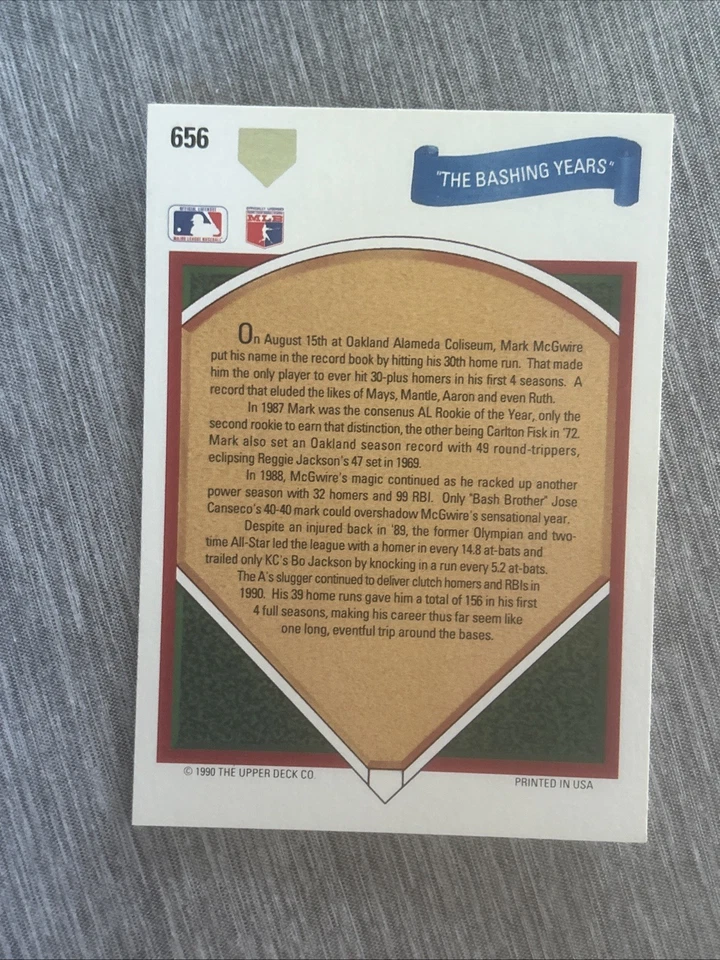 656
"THE BASHING YEARS"
OFFICIAL LICENSEE
MAJOR LEAGUE BASEBALL
MLB
On August 15th at Oakland Alameda Coliseum, Mark McGwire
put his name in the record book by hitting his 30th home run. That made
him the only player to ever hit 30-plus homers in his first 4 seasons. A
record that eluded the likes of Mays, Mantle, Aaron and even Ruth.
In 1987 Mark was the consenus AL Rookie of the Year, only the
second rookie to earn that distinction, the other being Carlton Fisk in '72.
Mark also set an Oakland season record with 49 round-trippers,
eclipsing Reggie Jackson's 47 set in 1969.
In 1988, McGwire's magic continued as he racked up another
power season with 32 homers and 99 RBI. Only "Bash Brother" Jose
Canseco's 40-40 mark could overshadow McGwire's sensational year.
Despite an injured back in '89, the former Olympian and two-
time All-Star led the league with a homer in every 14.8 at-bats and
trailed only KC's Bo Jackson by knocking in a run every 5.2 at-bats.
The A's slugger continued to deliver clutch homers and RBIs in
1990. His 39 home runs gave him a total of 156 in his first
4 full seasons, making his career thus far seem like
one long, eventful trip around the bases.
© 1990 THE UPPER DECK CO.
PRINTED IN USA